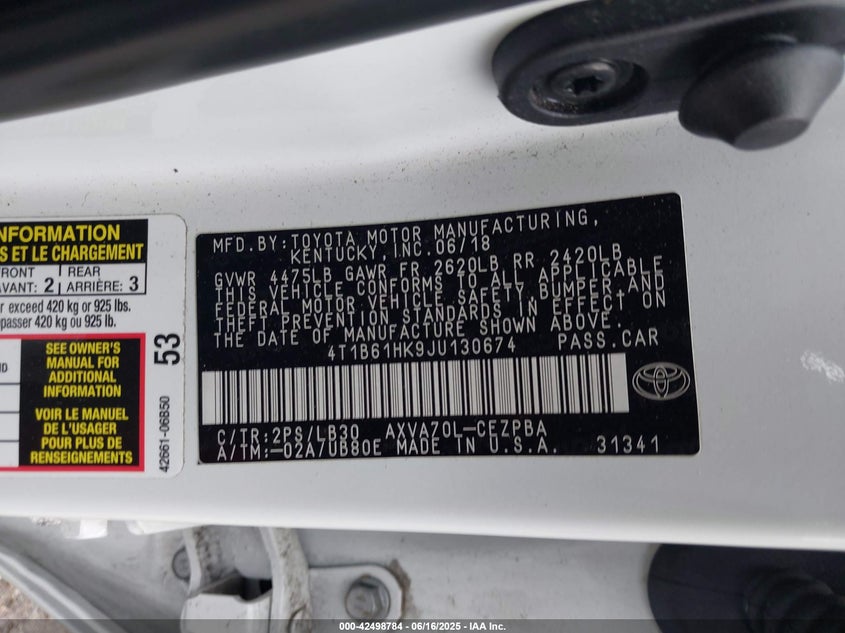 NFORMATION
S ET LE CHARGEMENT
FRONT
AVANT: 2
REAR
ARRIÈRE: 3
r exceed 420 kg or 925 lbs.
passer 420 kg ou 925 lb.
SEE OWNER'S
MANUAL FOR
ADDITIONAL
INFORMATION
VOIR LE MANUEL
DE L'USAGER
POUR PLUS DE
RENSEIGNEMENTS
53
42661-06B50
MFD.BY:TOYOTA MOTOR MANUFACTURING,
KENTUCKY,INC.06/18
GVWR 4475LB GAWR FR 2620LB RR 2420LB
THIS VEHICLE CONFORMS TO ALL APPLICABLE
FEDERAL MOTOR VEHICLE SAFETY,BUMPER,AND
THEFT PREVENTION STANDARDS IN EFFECT ON
THE DATE OF MANUFACTURE SHOWN ABOVE.
4T1B61HK9JU130674 PASS.CAR
C/TR:2PS/LB30 AXVA70L-CEZPBA
A/TM:-02A/UB80E MADE IN U.S.A. 31341
000-42498784 - 06/16/2025 - IAA Inc.